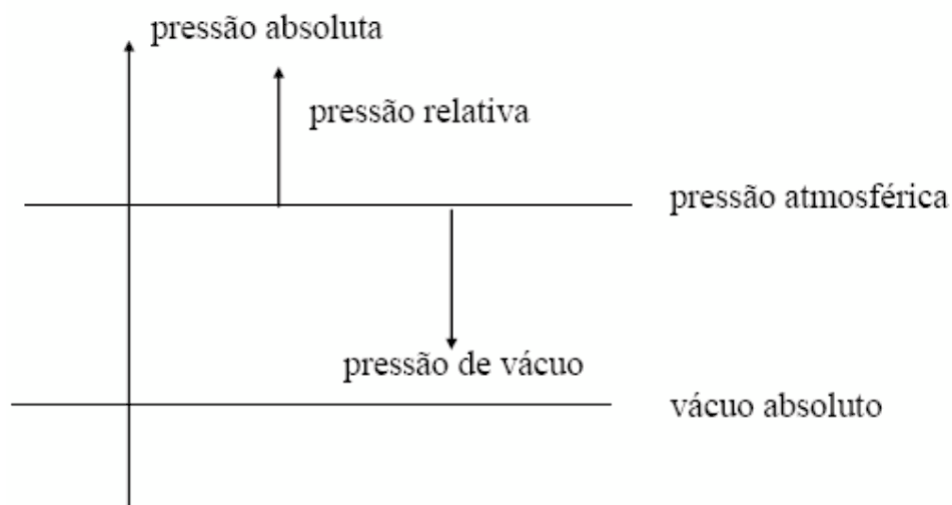 pressão absoluta
pressão relativa
pressão atmosférica
pressão de vácuo
vácuo absoluto